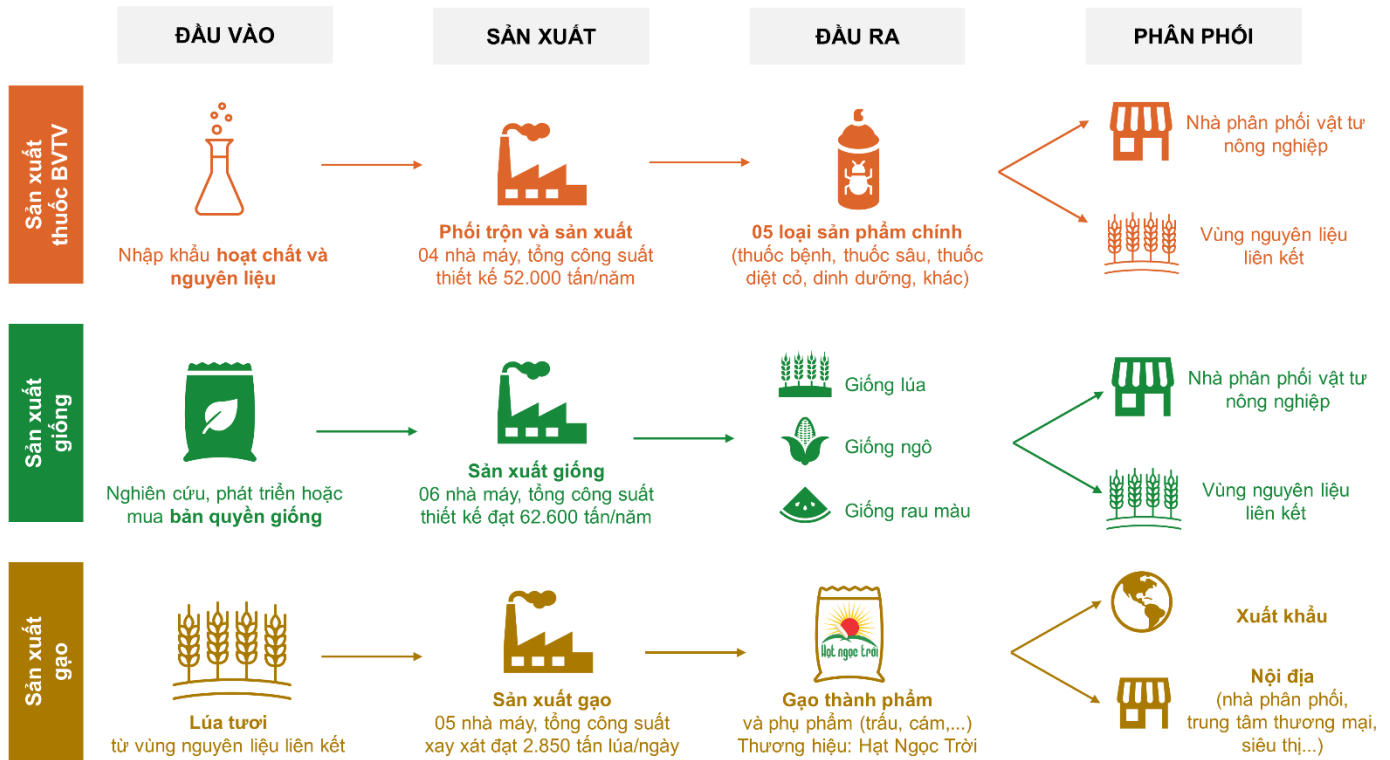 ĐẦU VÀO
SẢN XUẤT
ĐẦU RA
PHÂN PHỐI
Sản xuất
thuốc BVTV
Nhập khẩu hoạt chất và
nguyên liệu
Phối trộn và sản xuất
04 nhà máy, tổng công suất
thiết kế 52.000 tấn/năm
05 loại sản phẩm chính
(thuốc bệnh, thuốc sâu, thuốc
diệt cỏ, dinh dưỡng, khác)
Nhà phân phối vật tư
nông nghiệp
Vùng nguyên liệu
liên kết
Sản xuất
giống
Nghiên cứu, phát triển hoặc
mua bản quyền giống
Sản xuất giống
06 nhà máy, tổng công suất
thiết kế đạt 62.600 tấn/năm
Giống lúa
Giống ngô
Giống rau màu
Nhà phân phối vật tư
nông nghiệp
Vùng nguyên liệu
liên kết
Sản xuất
gạo
Lúa tươi
từ vùng nguyên liệu liên kết
Sản xuất gạo
05 nhà máy, tổng công suất
xay xát đạt 2.850 tấn lúa/ngày
Hạt ngọc trời
Gạo thành phẩm
và phụ phẩm (trấu, cám,...)
Thương hiệu: Hạt Ngọc Trời
Xuất khẩu
Nội địa
(nhà phân phối,
trung tâm thương mại,
siêu thị...)